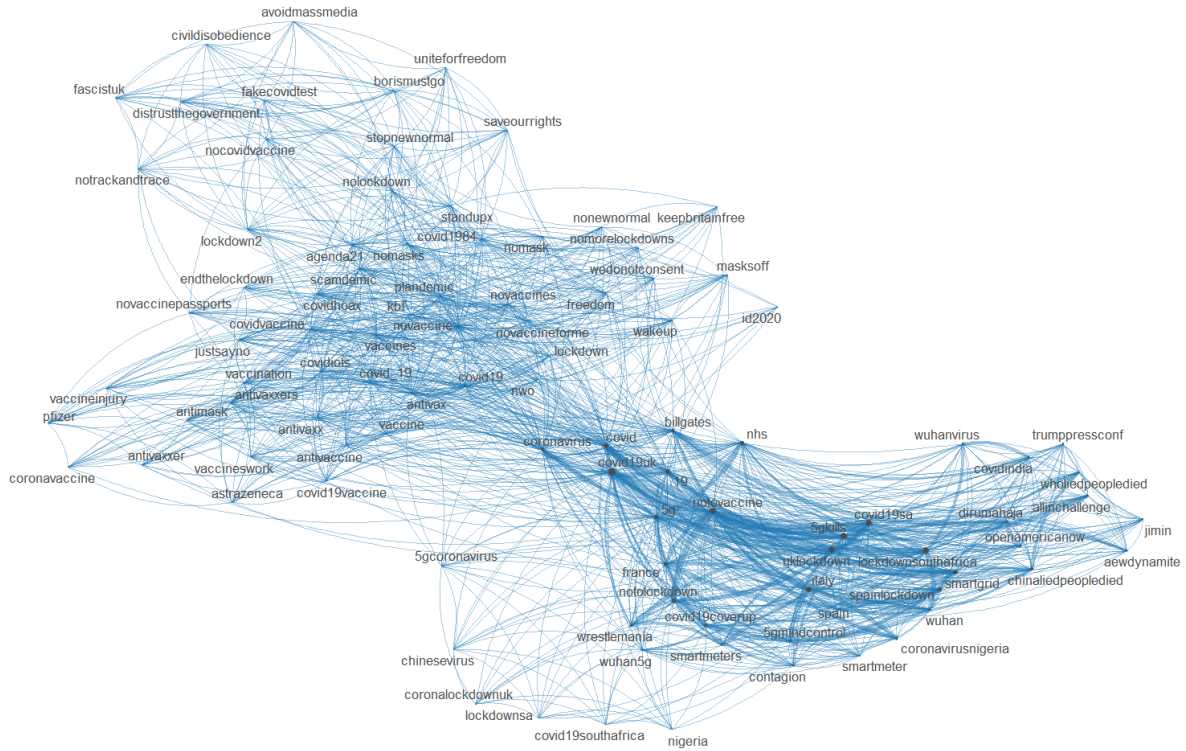 avoidmassmedia
civildisobedience
uniteforfreedom
borismustgo
fascistuk
fakecovidtest
distrustthegovernment
saveourrights
stopnewnormal
nocovidvaccine
notrackandtrace
nolockdown
standupx
nonewnormal
keepbritainfree
lockdown2
covid1984
nomorelockdowns
nomask
agenda21
nomasks
wedonotconsent
masksoff
endthelockdown
scamdemic
plandemic
novaccines
novaccinepassports
covidhoax
kbf
freedom
id2020
covidvaccine
novaccine
novaccineforme
wakeup
justsayno
vaccines
lockdown
covidiots
vaccination
covid_19
covid19
nwo
vaccineinjury
antivaxxers
antivax
pfizer
antimask
vaccine
billgates
antivaxx
coronavirus
covid
nhs
wuhanvirus
trumppressconf
antivaxxer
antivaccine
covid19uk
covidindia
coronavaccine
vaccineswork
19
wholiedpeopledied
astrazeneca
covid19vaccine
notovaccine
allinchallenge
5g
covid19sa
dirumahaja
5gkills
jimin
openamericanow
5gcoronavirus
uklockdown
lockdownsouthafrica
aewdynamite
france
italy
smartgrid
chinaliedpeopledied
notolockdown
spainlockdown
covid19coverup
spain
wuhan
wrestlemania
5gmindcontrol
coronavirusnigeria
chinesevirus
wuhan5g
smartmeters
smartmeter
contagion
coronalockdownuk
lockdownsa
covid19southafrica
nigeria